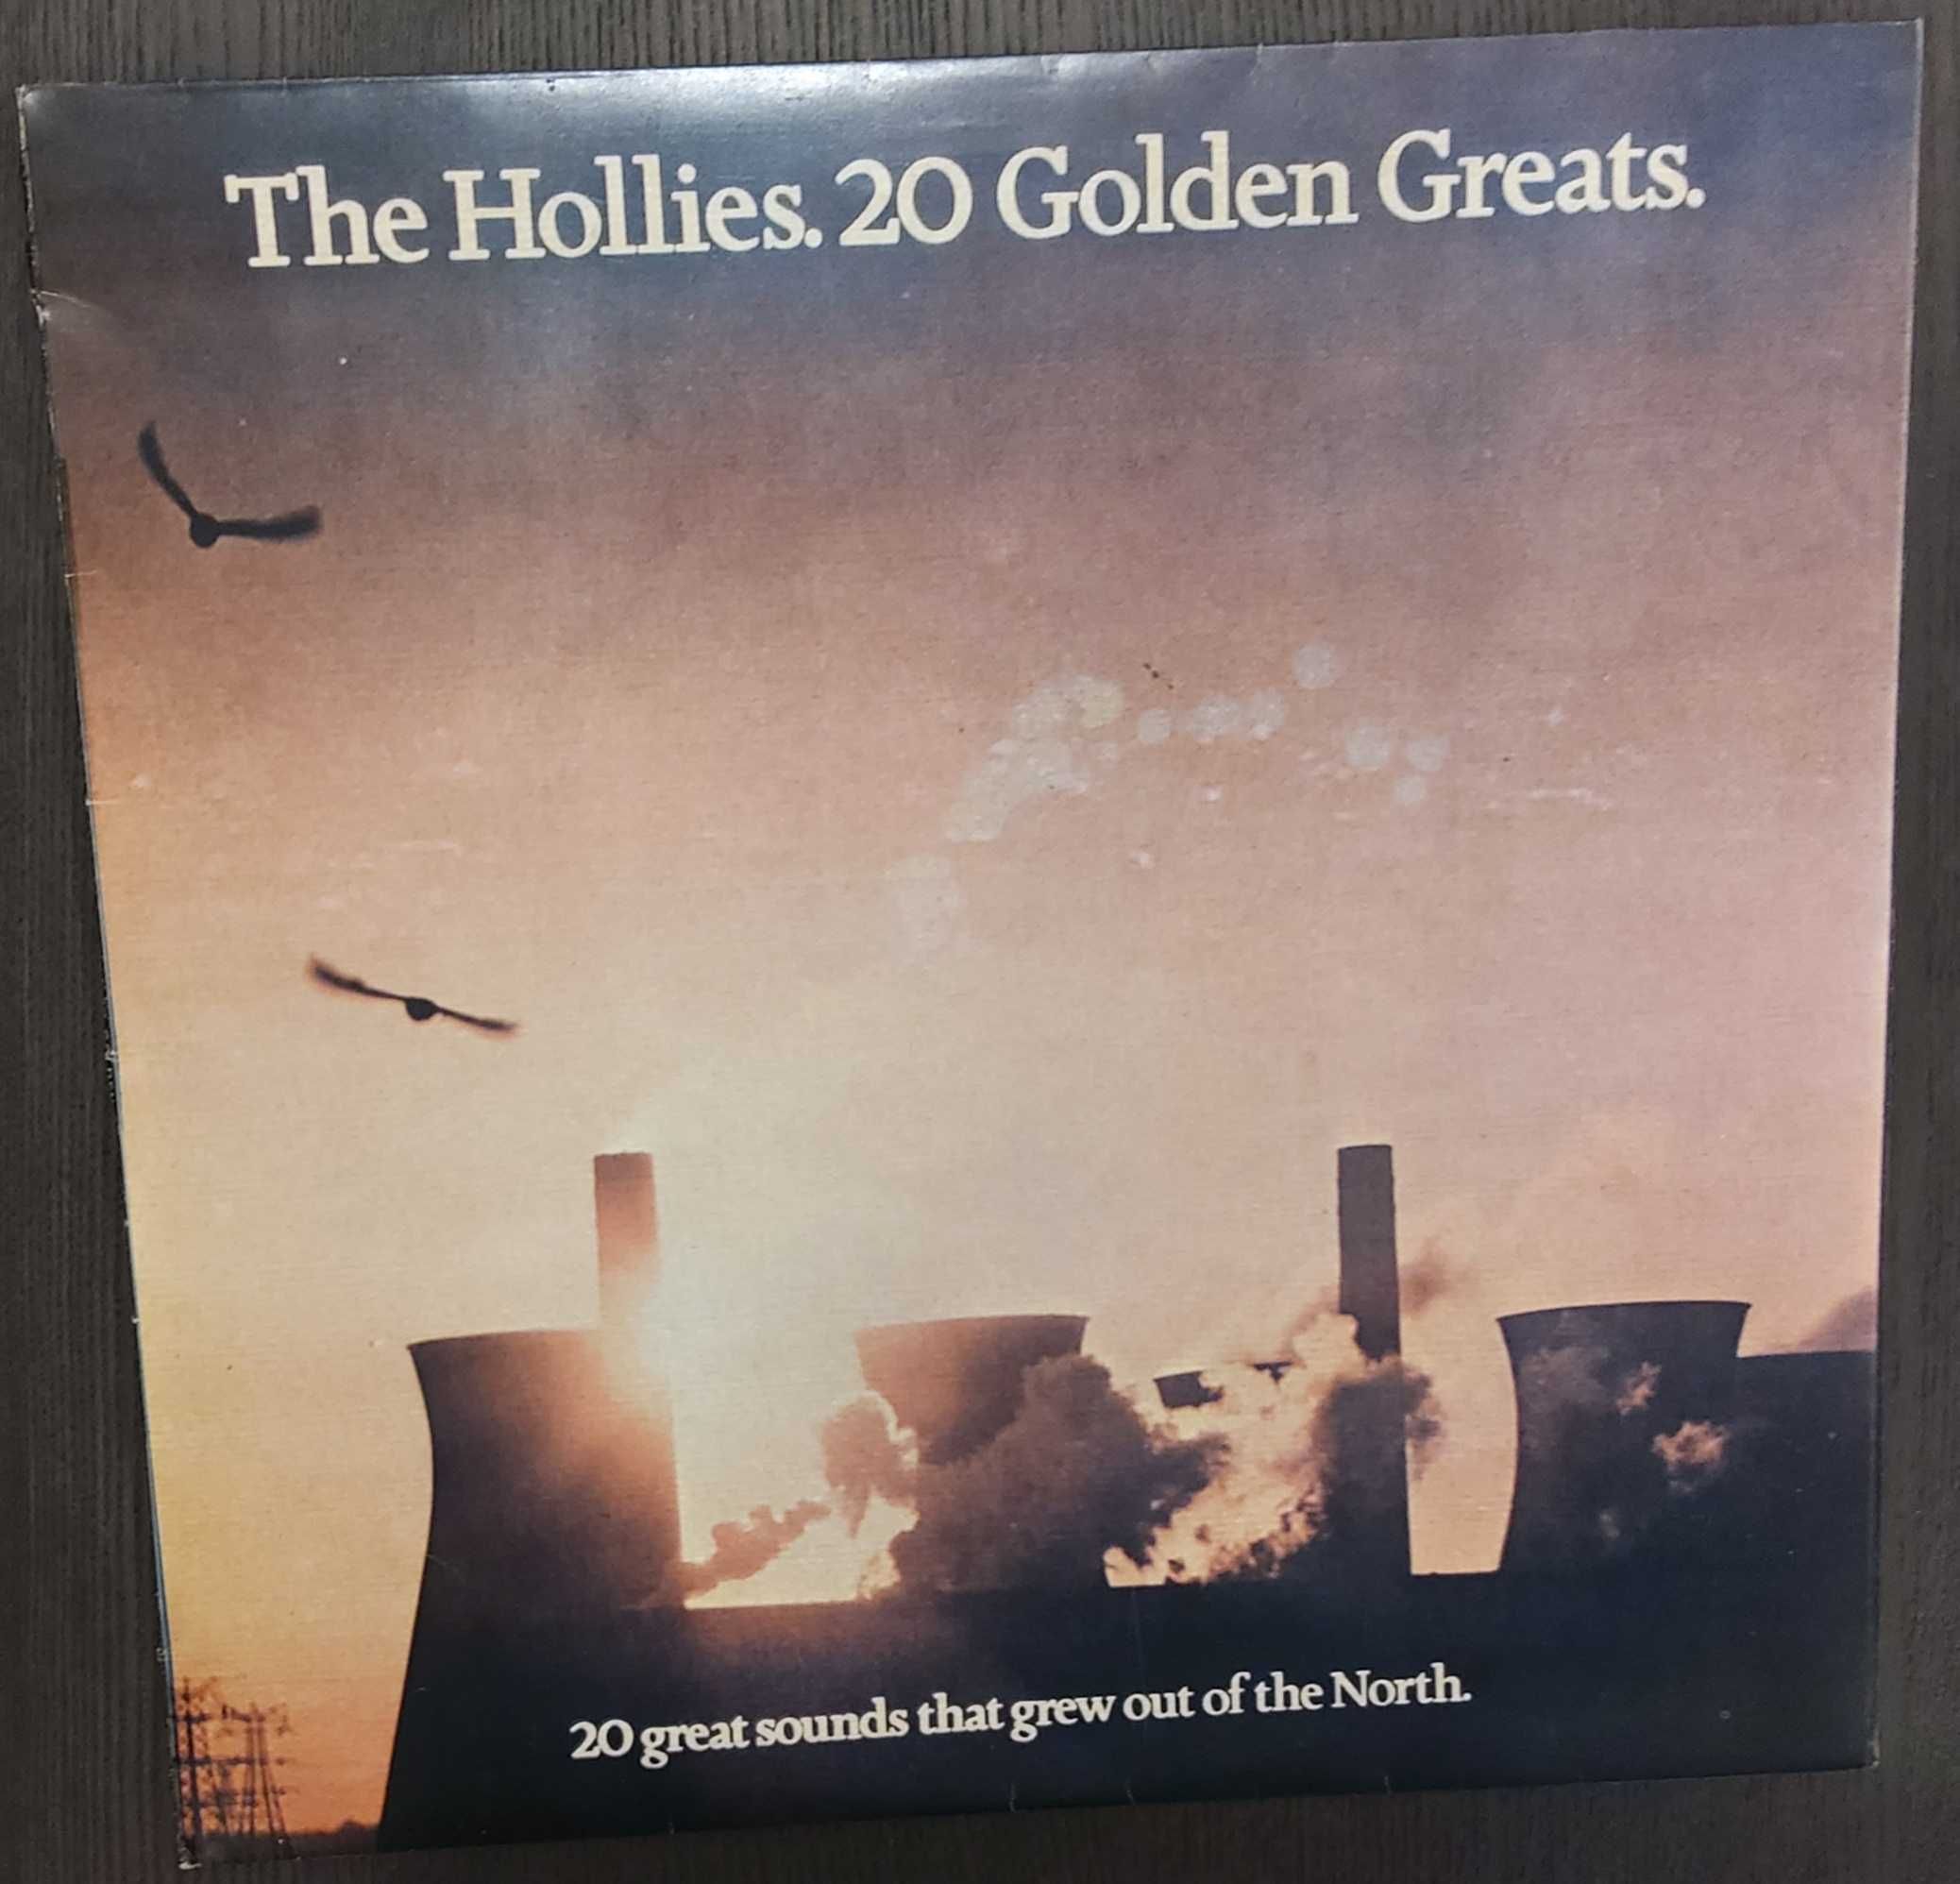 The Hollies. 20 Golden Greats.
20 great sounds that grew out of the North.